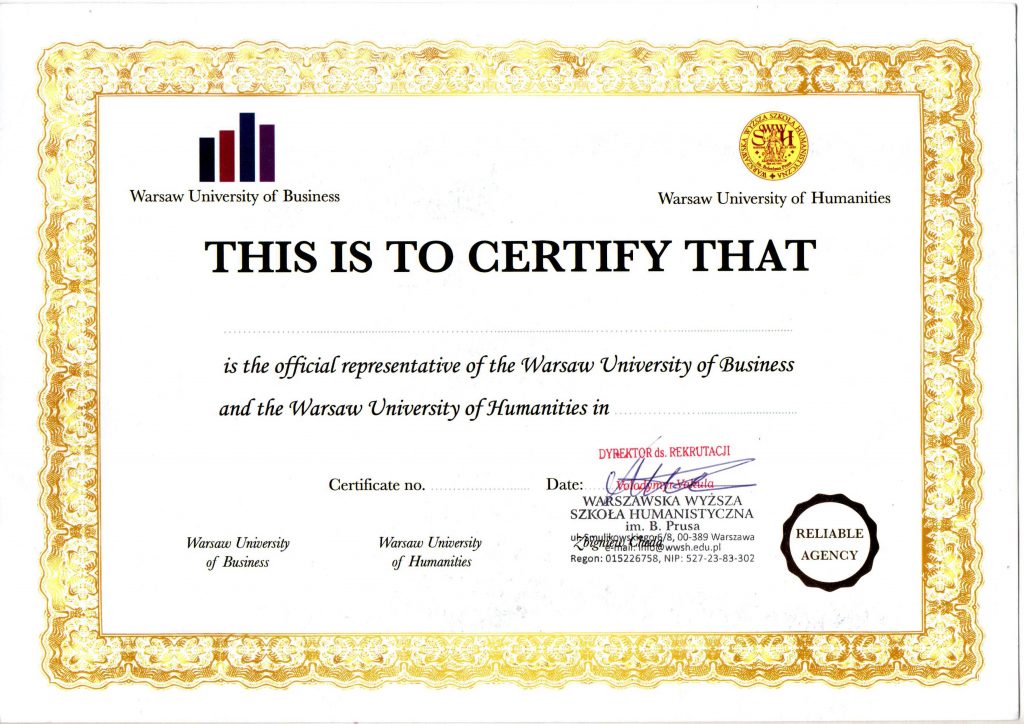 Warsaw University of Business
WARSZAWSKA WYŻSZA SZKOŁA HUMANISTYCZNA
Warsaw University of Humanities
THIS IS TO CERTIFY THAT
is the official representative of the Warsaw University of Business
and the Warsaw University of Humanities in
DYREKTOR ds. REKRUTACJI
Certificate no.
Date:
Volodymyr
WARSZAWSKA WYŻSZA
SZKOŁA HUMANISTYCZNA
im. B. Prusa
ul. Smulikowskiego 6/8, 00-389 Warszawa
Zbigniew
e-mail: info@wwsh.edu.pl
Regon: 015226758, NIP: 527-23-83-302
Warsaw University
of Business
Warsaw University
of Humanities
RELIABLE
AGENCY